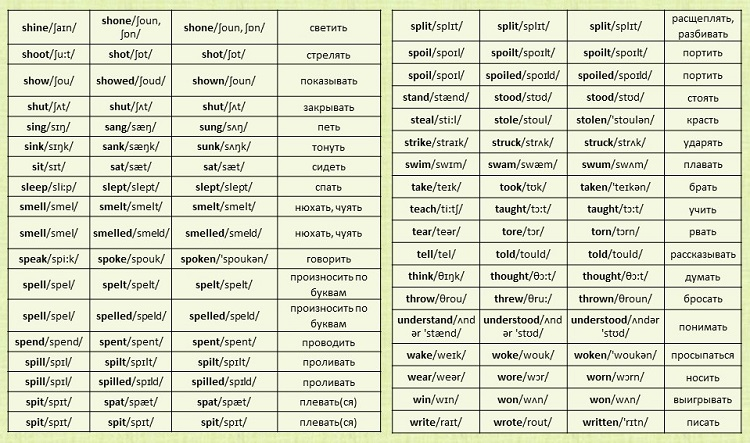 shine/ʃaɪn/ shone/ʃoun, ʃɒn/ shone/ʃoun, ʃɒn/ светить
shoot/ʃu:t/ shot/ʃɒt/ shot/ʃɒt/ стрелять
show/ʃou/ showed/ʃoud/ shown/ʃoun/ показывать
shut/ʃʌt/ shut/ʃʌt/ shut/ʃʌt/ закрывать
sing/sɪŋ/ sang/sæŋ/ sung/sʌŋ/ петь
sink/sɪŋk/ sank/sæŋk/ sunk/sʌŋk/ тонуть
sit/sɪt/ sat/sæt/ sat/sæt/ сидеть
sleep/sli:p/ slept/slept/ slept/slept/ спать
smell/smel/ smelt/smelt/ smelt/smelt/ нюхать, чуять
smell/smel/ smelled/smeld/ smelled/smeld/ нюхать, чуять
speak/spi:k/ spoke/spouk/ spoken/'spoukən/ говорить
spell/spel/ spelt/spelt/ spelt/spelt/ произносить по буквам
spell/spel/ spelled/speld/ spelled/speld/ произносить по буквам
spend/spend/ spent/spent/ spent/spent/ проводить
spill/spɪl/ spilt/spɪlt/ spilt/spɪlt/ проливать
spill/spɪl/ spilled/spɪld/ spilled/spɪld/ проливать
spit/spɪt/ spat/spæt/ spat/spæt/ плевать(ся)
spit/spɪt/ spit/spɪt/ spit/spɪt/ плевать(ся)
split/splɪt/ split/splɪt/ split/splɪt/ расщеплять, разбивать
spoil/spoɪl/ spoilt/spoɪlt/ spoilt/spoɪlt/ портить
spoil/spoɪl/ spoiled/spoɪld/ spoiled/spoɪld/ портить
stand/stænd/ stood/stʊd/ stood/stʊd/ стоять
steal/sti:l/ stole/stoul/ stolen/'stoulən/ красть
strike/straɪk/ struck/strʌk/ struck/strʌk/ ударять
swim/swɪm/ swam/swæm/ swum/swʌm/ плавать
take/teɪk/ took/tʊk/ taken/'teɪkən/ брать
teach/ti:tʃ/ taught/tɔ:t/ taught/tɔ:t/ учить
tear/teər/ tore/tɔr/ torn/tɔrn/ рвать
tell/tel/ told/tould/ told/tould/ рассказывать
think/θɪŋk/ thought/θɔ:t/ thought/θɔ:t/ думать
throw/θrou/ threw/θru:/ thrown/θroun/ бросать
understand/ʌndər 'stænd/ understood/ʌndər 'stʊd/ understood/ʌndər 'stʊd/ понимать
wake/weɪk/ woke/wouk/ woken/'woukən/ просыпаться
wear/weər/ wore/wɔr/ worn/wɔrn/ носить
win/wɪn/ won/wʌn/ won/wʌn/ выигрывать
write/raɪt/ wrote/rout/ written/'rɪtn/ писать